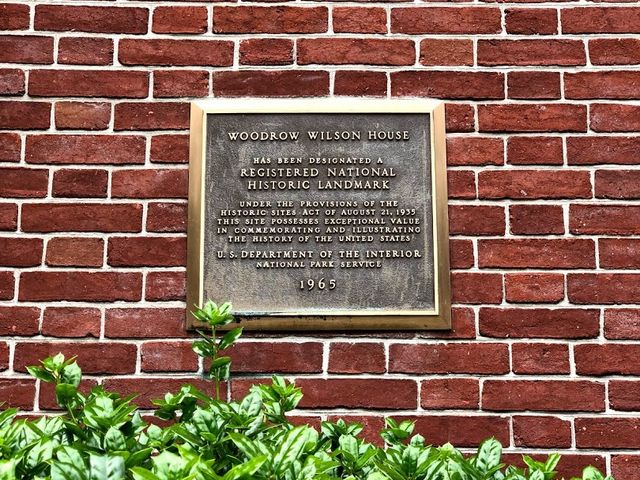 WOODROW WILSON HOUSE
HAS BEEN DESIGNATED A
REGISTERED NATIONAL
HISTORIC LANDMARK
UNDER THE PROVISIONS OF THE
HISTORIC SITES ACT OF AUGUST 21, 1935
THIS SITE POSSESSES EXCEPTIONAL VALUE
IN COMMEMORATING AND ILLUSTRATING
THE HISTORY OF THE UNITED STATES
U. S. DEPARTMENT OF THE INTERIOR
NATIONAL PARK SERVICE
1965